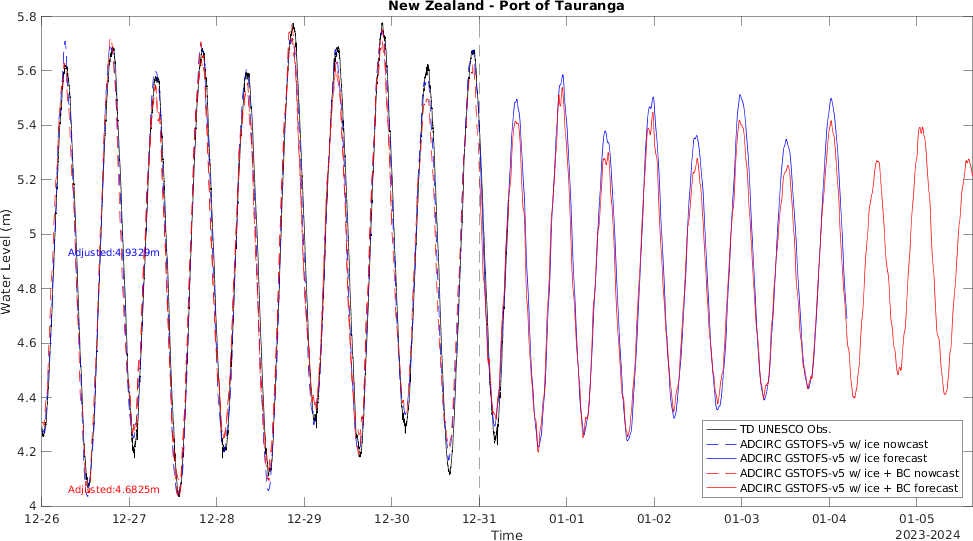 New Zealand - Port of Tauranga
Water Level (m)
5.8
5.6
5.4
5.2
5
4.8
4.6
4.4
4.2
4
Adjusted:4.9329m
Adjusted:4.6825m
TD UNESCO Obs.
ADCIRC GSTOFS-v5 w/ ice nowcast
ADCIRC GSTOFS-v5 w/ ice forecast
ADCIRC GSTOFS-v5 w/ ice + BC nowcast
ADCIRC GSTOFS-v5 w/ ice + BC forecast
12-26 12-27 12-28 12-29 12-30 12-31 01-01 01-02 01-03 01-04 01-05
Time
2023-2024